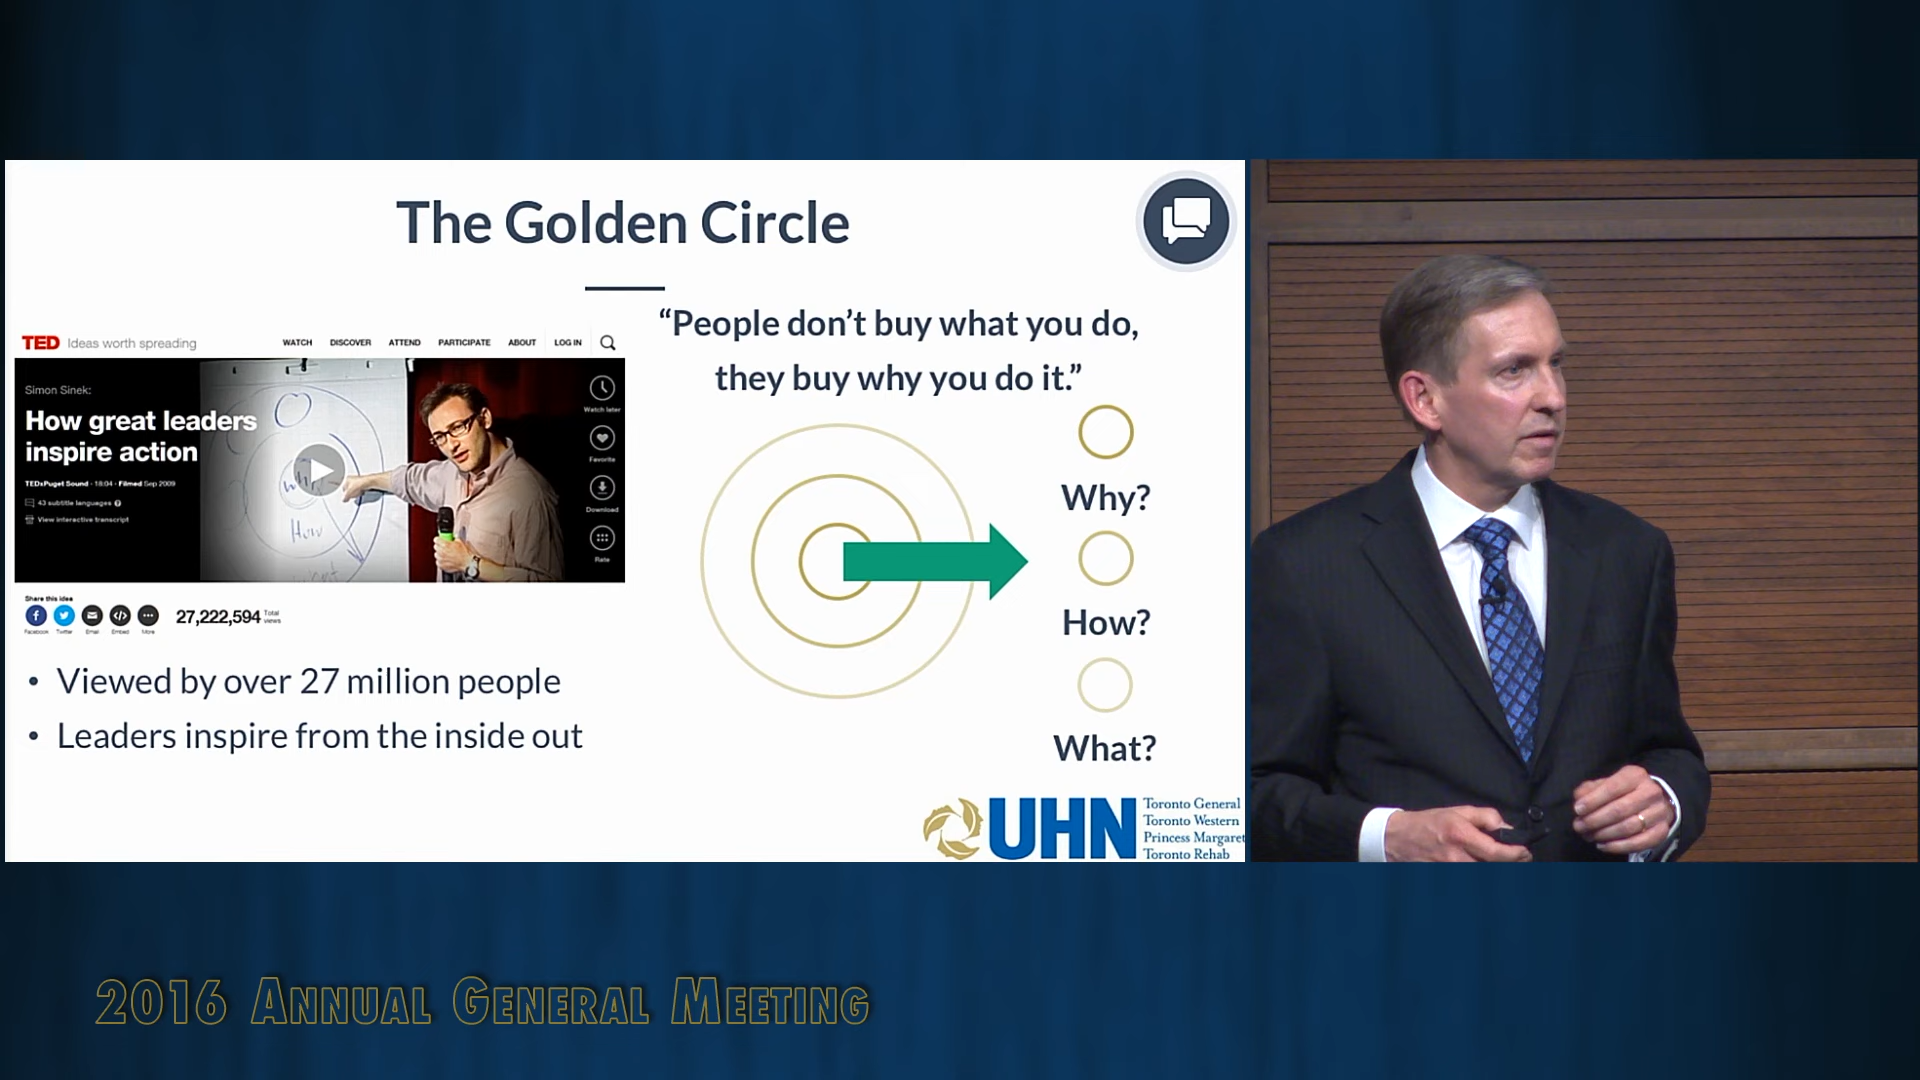 The Golden Circle
TED Ideas worth spreading
WATCH DISCOVER ATTEND PARTICIPATE ABOUT LOG IN
Simon Sinek:
How great leaders
inspire action
TEDxPuget Sound · 18:04 · Filmed Sep 2009
43 subtitle languages
View interactive transcript
Watch later
Favorite
Download
Rate
Why
How
Share this idea
Facebook Twitter Email Embed More
27,222,594 Total views
• Viewed by over 27 million people
• Leaders inspire from the inside out
“People don’t buy what you do,
they buy why you do it.”
Why?
How?
What?
UHN
Toronto General
Toronto Western
Princess Margaret
Toronto Rehab
2016 ANNUAL GENERAL MEETING